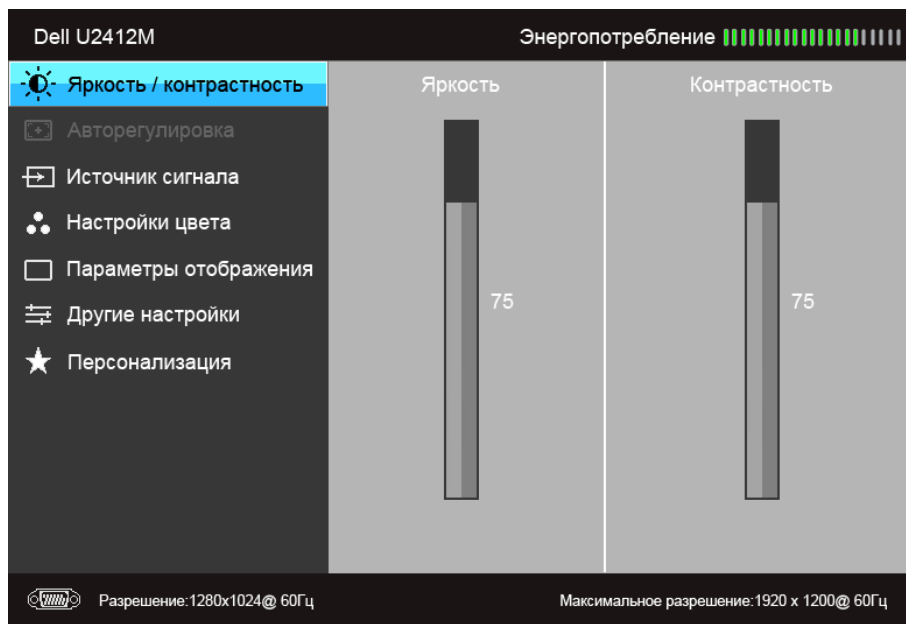 Dell U2412M
Энергопотребление
Яркость / контрастность
Авторегулировка
Источник сигнала
Настройки цвета
Параметры отображения
Другие настройки
Персонализация
Яркость
75
Контрастность
75
Разрешение:1280x1024@ 60Гц
Максимальное разрешение:1920 x 1200@ 60Гц